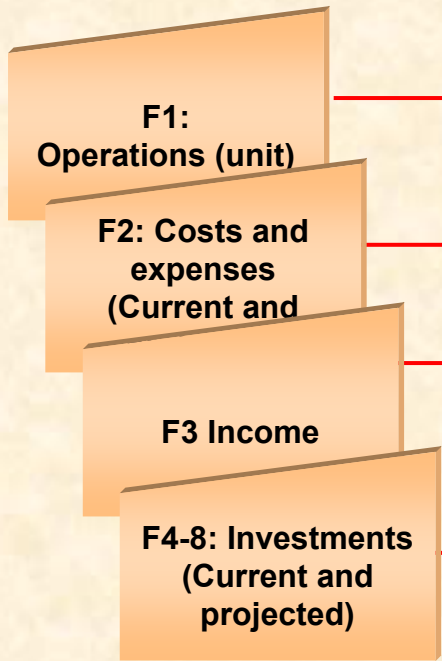 F1:
Operations (unit)
F2: Costs and
expenses
(Current and
F3 Income
F4-8: Investments
(Current and
projected)